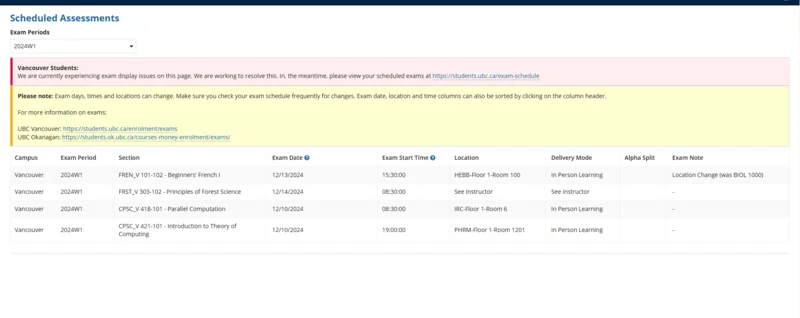 Scheduled Assessments
Exam Periods
2024W1
Vancouver Students:
We are currently experiencing exam display issues on this page. We are working to resolve this. In, the meantime, please view your scheduled exams at https://students.ubc.ca/exam-schedule
Please note: Exam days, times and locations can change. Make sure you check your exam schedule frequently for changes. Exam date, location and time columns can also be sorted by clicking on the column header.
For more information on exams:
UBC Vancouver: https://students.ubc.ca/enrolment/exams
UBC Okanagan: https://students.ok.ubc.ca/courses-money-enrolment/exams/
Campus Exam Period Section Exam Date Exam Start Time Location Delivery Mode Alpha Split Exam Note
Vancouver 2024W1 FREN_V 101-102 - Beginners' French I 12/13/2024 15:30:00 HEBB-Floor 1-Room 100 In Person Learning Location Change (was BIOL 1000)
Vancouver 2024W1 FRST_V 303-102 - Principles of Forest Science 12/14/2024 08:30:00 See Instructor See Instructor -
Vancouver 2024W1 CPSC_V 418-101 - Parallel Computation 12/10/2024 08:30:00 IRC-Floor 1-Room 6 In Person Learning -
Vancouver 2024W1 CPSC_V 421-101 - Introduction to Theory of 12/10/2024 19:00:00 PHRM-Floor 1-Room 1201 In Person Learning -
Computing